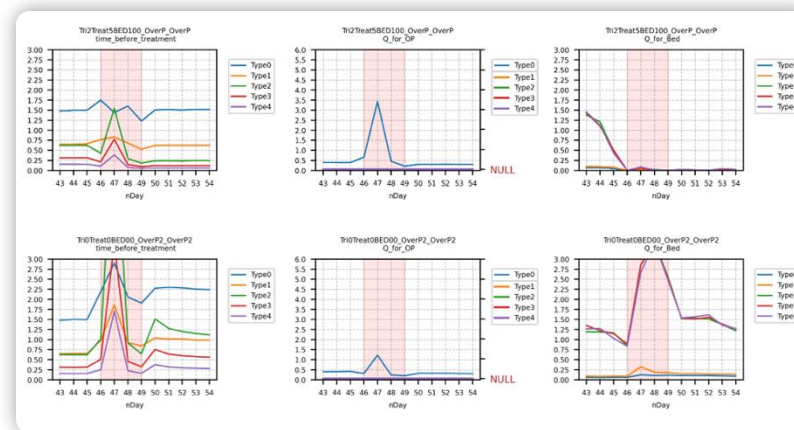 Tri2Treat5BED100_OverP_OverP
time_before_treatment
3.00
2.75
2.50
2.25
2.00
1.75
1.50
1.25
1.00
0.75
0.50
0.25
0.00
43 44 45 46 47 48 49 50 51 52 53 54
nDay
Type0
Type1
Type2
Type3
Type4
Tri2Treat5BED100_OverP_OverP
Q_for_OP
6.0
5.5
5.0
4.5
4.0
3.5
3.0
2.5
2.0
1.5
1.0
0.5
0.0
43 44 45 46 47 48 49 50 51 52 53 54
nDay
Type0
Type1
Type2
Type3
Type4
NULL
Tri2Treat5BED100_OverP_OverP
Q_for_Bed
3.00
2.75
2.50
2.25
2.00
1.75
1.50
1.25
1.00
0.75
0.50
0.25
0.00
43 44 45 46 47 48 49 50 51 52 53 54
nDay
Type
Type
Type
Type
Type
Tri0Treat0BED00_OverP2_OverP2
time_before_treatment
3.00
2.75
2.50
2.25
2.00
1.75
1.50
1.25
1.00
0.75
0.50
0.25
0.00
43 44 45 46 47 48 49 50 51 52 53 54
nDay
Type0
Type1
Type2
Type3
Type4
Tri0Treat0BED00_OverP2_OverP2
Q_for_OP
6.0
5.5
5.0
4.5
4.0
3.5
3.0
2.5
2.0
1.5
1.0
0.5
0.0
43 44 45 46 47 48 49 50 51 52 53 54
nDay
Type0
Type1
Type2
Type3
Type4
NULL
Tri0Treat0BED00_OverP2_OverP2
Q_for_Bed
3.00
2.75
2.50
2.25
2.00
1.75
1.50
1.25
1.00
0.75
0.50
0.25
0.00
43 44 45 46 47 48 49 50 51 52 53 54
nDay
Type
Type
Type
Type
Type